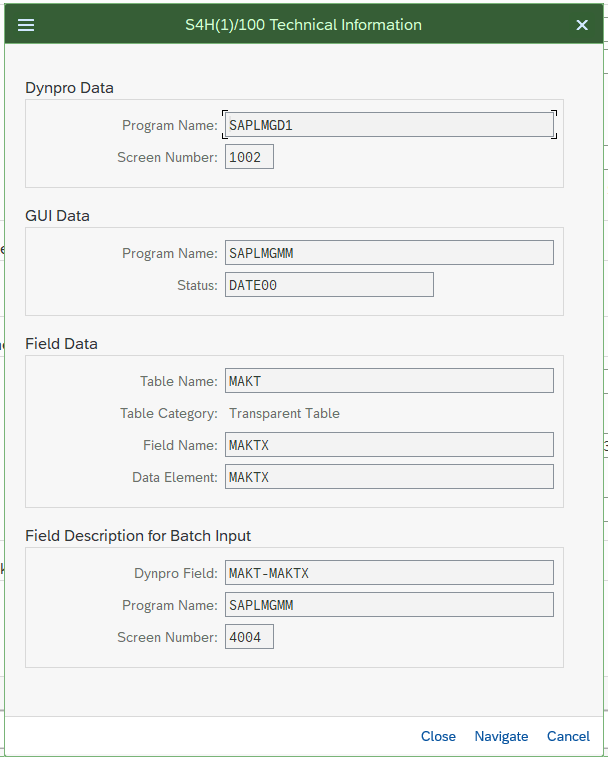 S4H(1)/100 Technical Information
Dynpro Data
Program Name: SAPLMGD1
Screen Number: 1002
GUI Data
Program Name: SAPLMGMM
Status: DATE00
Field Data
Table Name: MAKT
Table Category: Transparent Table
Field Name: MAKTX
Data Element: MAKTX
Field Description for Batch Input
Dynpro Field: MAKT-MAKTX
Program Name: SAPLMGMM
Screen Number: 4004
Close Navigate Cancel